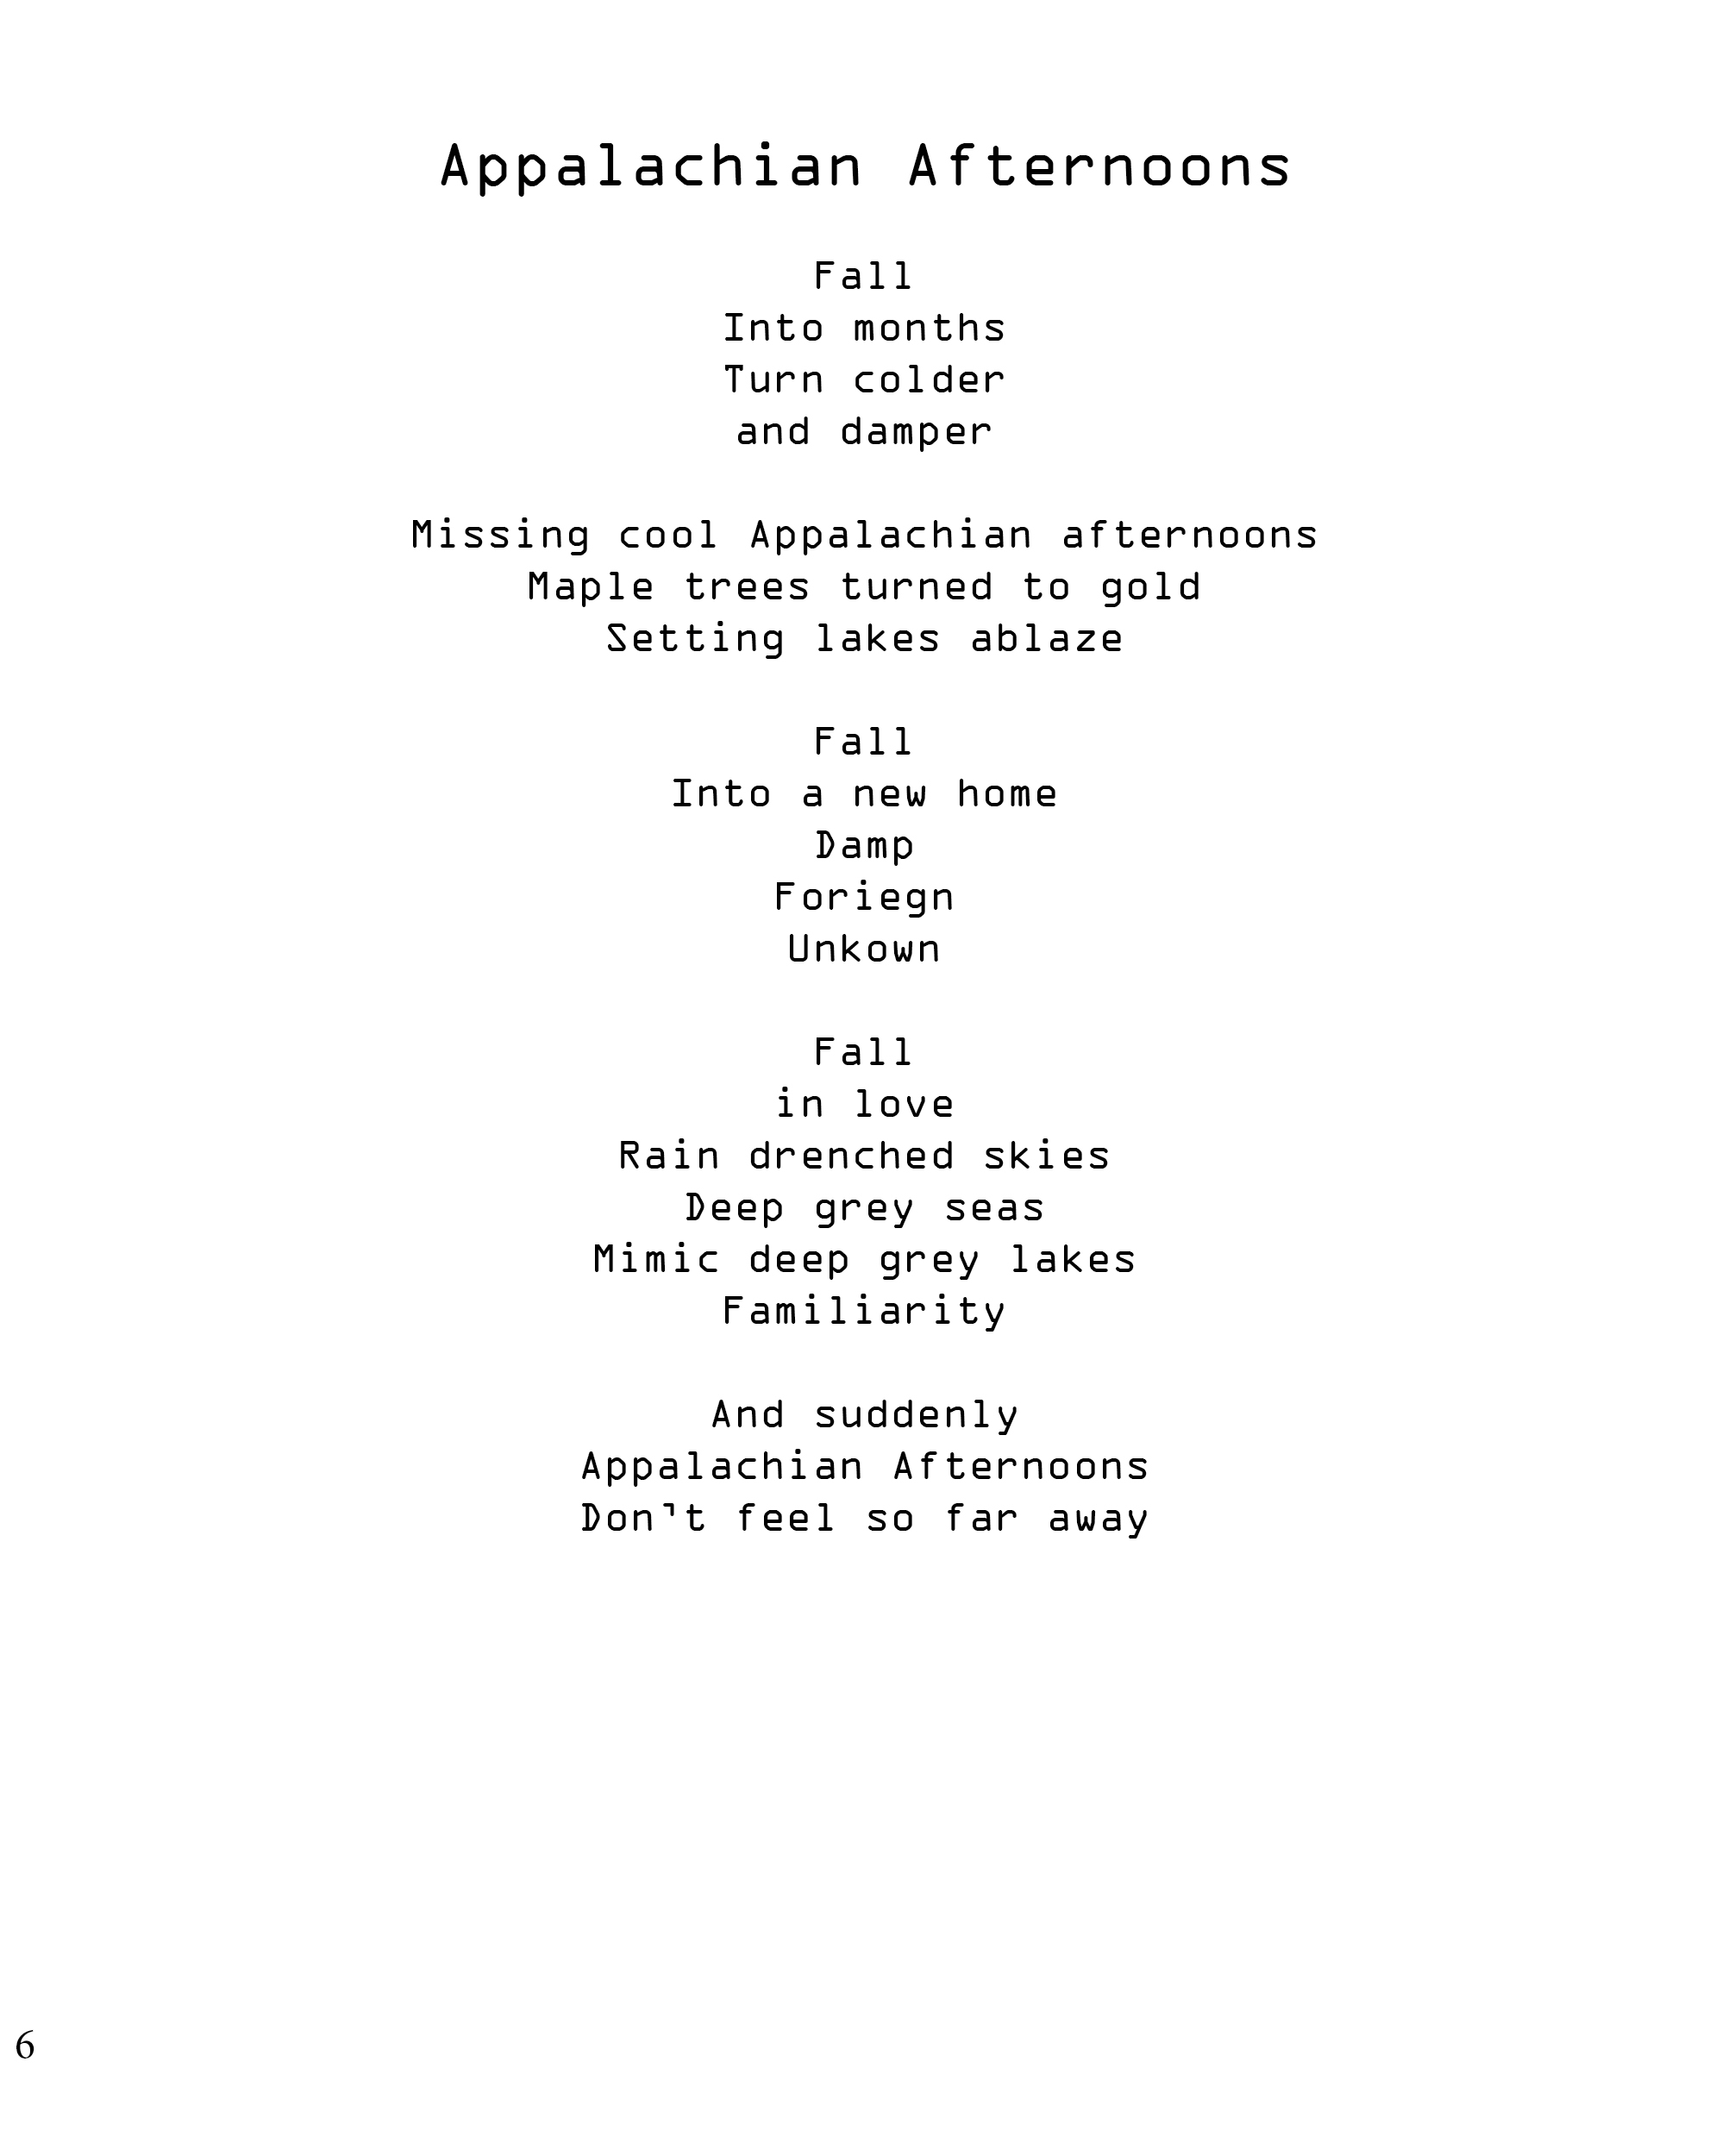 Appalachian Afternoons
Fall
Into months
Turn colder
and damper
Missing cool Appalachian afternoons
Maple trees turned to gold
Setting lakes ablaze
Fall
Into a new home
Damp
Foriegn
Unkown
Fall
in love
Rain drenched skies
Deep grey seas
Mimic deep grey lakes
Familiarity
And suddenly
Appalachian Afternoons
Don't feel so far away
6